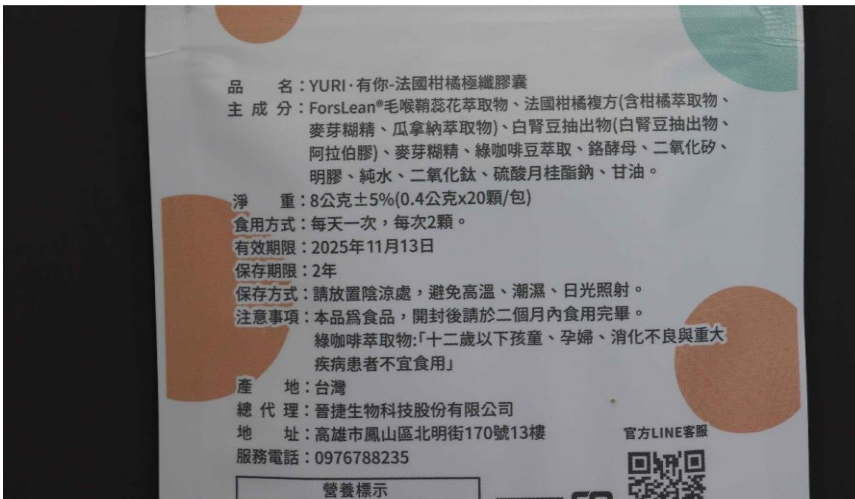 品名：YURI·有你-法國柑橘極纖膠囊
主成分：ForsLean®毛喉鞘蕊花萃取物、法國柑橘複方(含柑橘萃取物、
麥芽糊精、瓜拿納萃取物)、白腎豆抽出物(白腎豆抽出物、
阿拉伯膠)、麥芽糊精、綠咖啡豆萃取、鉻酵母、二氧化矽、
明膠、純水、二氧化鈦、硫酸月桂酯鈉、甘油。
淨重：8公克±5%(0.4公克x20顆/包)
食用方式：每天一次，每次2顆。
有效期限：2025年11月13日
保存期限：2年
保存方式：請放置陰涼處，避免高溫、潮濕、日光照射。
注意事項：本品爲食品，開封後請於二個月內食用完畢。
綠咖啡萃取物:「十二歲以下孩童、孕婦、消化不良與重大
疾病患者不宜食用」
產地：台灣
總代理：晉捷生物科技股份有限公司
地址：高雄市鳳山區北明街170號13樓
官方LINE客服
服務電話：0976788235
營養標示